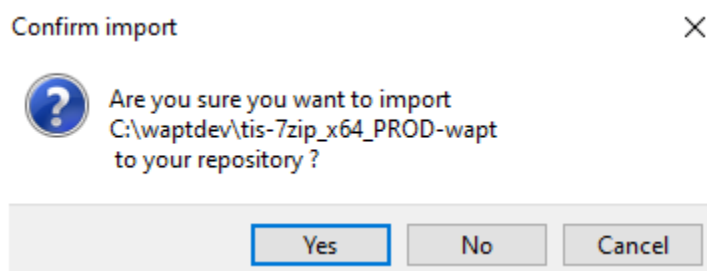 Confirm import
Are you sure you want to import
C:\waptdev\tis-7zip_x64_PROD-wapt
to your repository ?
Yes No Cancel